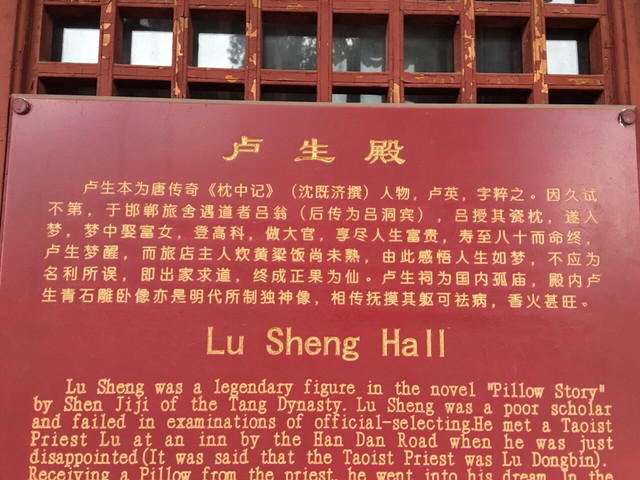 卢生殿
卢生本为唐传奇《枕中记》（沈既济撰）人物，卢英，字粹之。因久试
不第，于邯郸旅舍遇道者吕翁（后传为吕洞宾），吕授其瓷枕，遂入
梦，梦中娶富女，登高科，做大官，享尽人生富贵，寿至八十而命终，
卢生梦醒，而旅店主人炊黄粱饭尚未熟，由此感悟人生如梦，不应为
名利所误，即出家求道，终成正果为仙。卢生祠为国内孤庙，殿内卢
生青石雕卧像亦是明代所制独神像，相传抚摸其躯可祛病，香火甚旺。
Lu Sheng Hall
Lu Sheng was a legendary figure in the novel "Pillow Story"
by Shen Jiji of the Tang Dynasty. Lu Sheng was a poor scholar
and failed in examinations of official-selecting.He met a Taoist
Priest Lu at an inn by the Han Dan Road when he was just
disappointed(It was said that the Taoist Priest was Lu Dongbin).
Receiving a Pillow from the priest, he went into his dream. In the